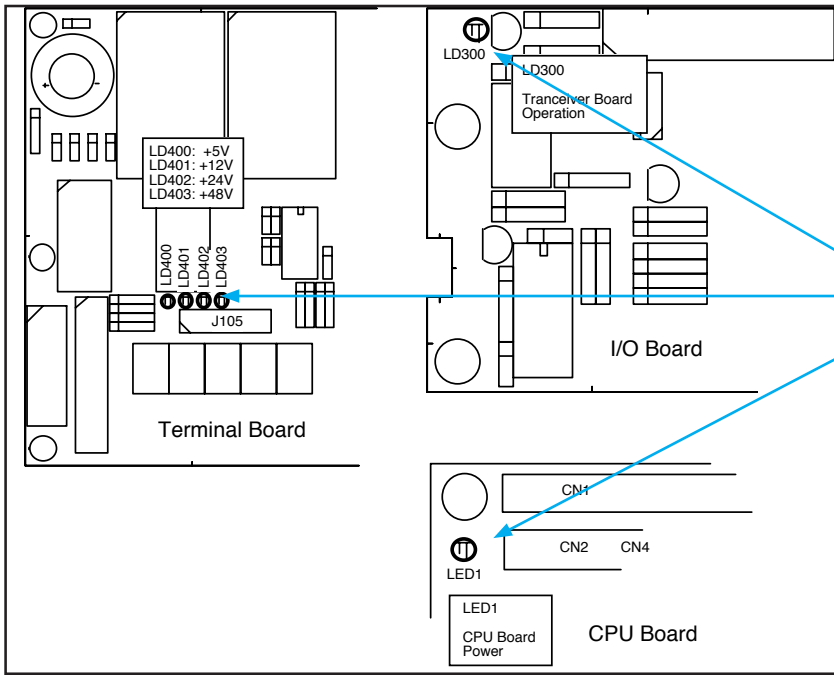 LD400: +5V
LD401: +12V
LD402: +24V
LD403: +48V
LD400
LD401
LD402
LD403
J105
Terminal Board
LD300
LD300
Tranceiver Board
Operation
I/O Board
CN1
CN2 CN4
LED1
LED1
CPU Board
Power
CPU Board